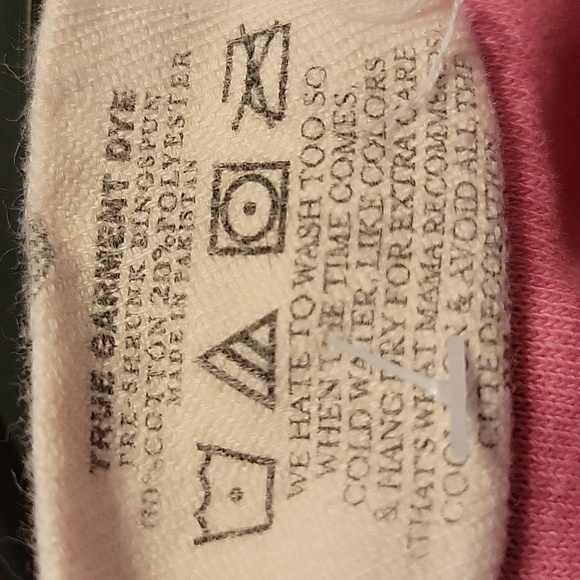 TRUE GARMENT DYE
PRE-SHRUNK RINGSPUN
80% COTTON 20% POLYESTER
MADE IN PAKISTAN
WE HATE TO WASH TOO SO
WHEN THE TIME COMES,
COLD WATER, LIKE COLORS
& HANG DRY FOR EXTRA CARE
THAT'S WHAT MAMA RECOMMENDS
& AVOID ALL THE
CUTE DECORATION